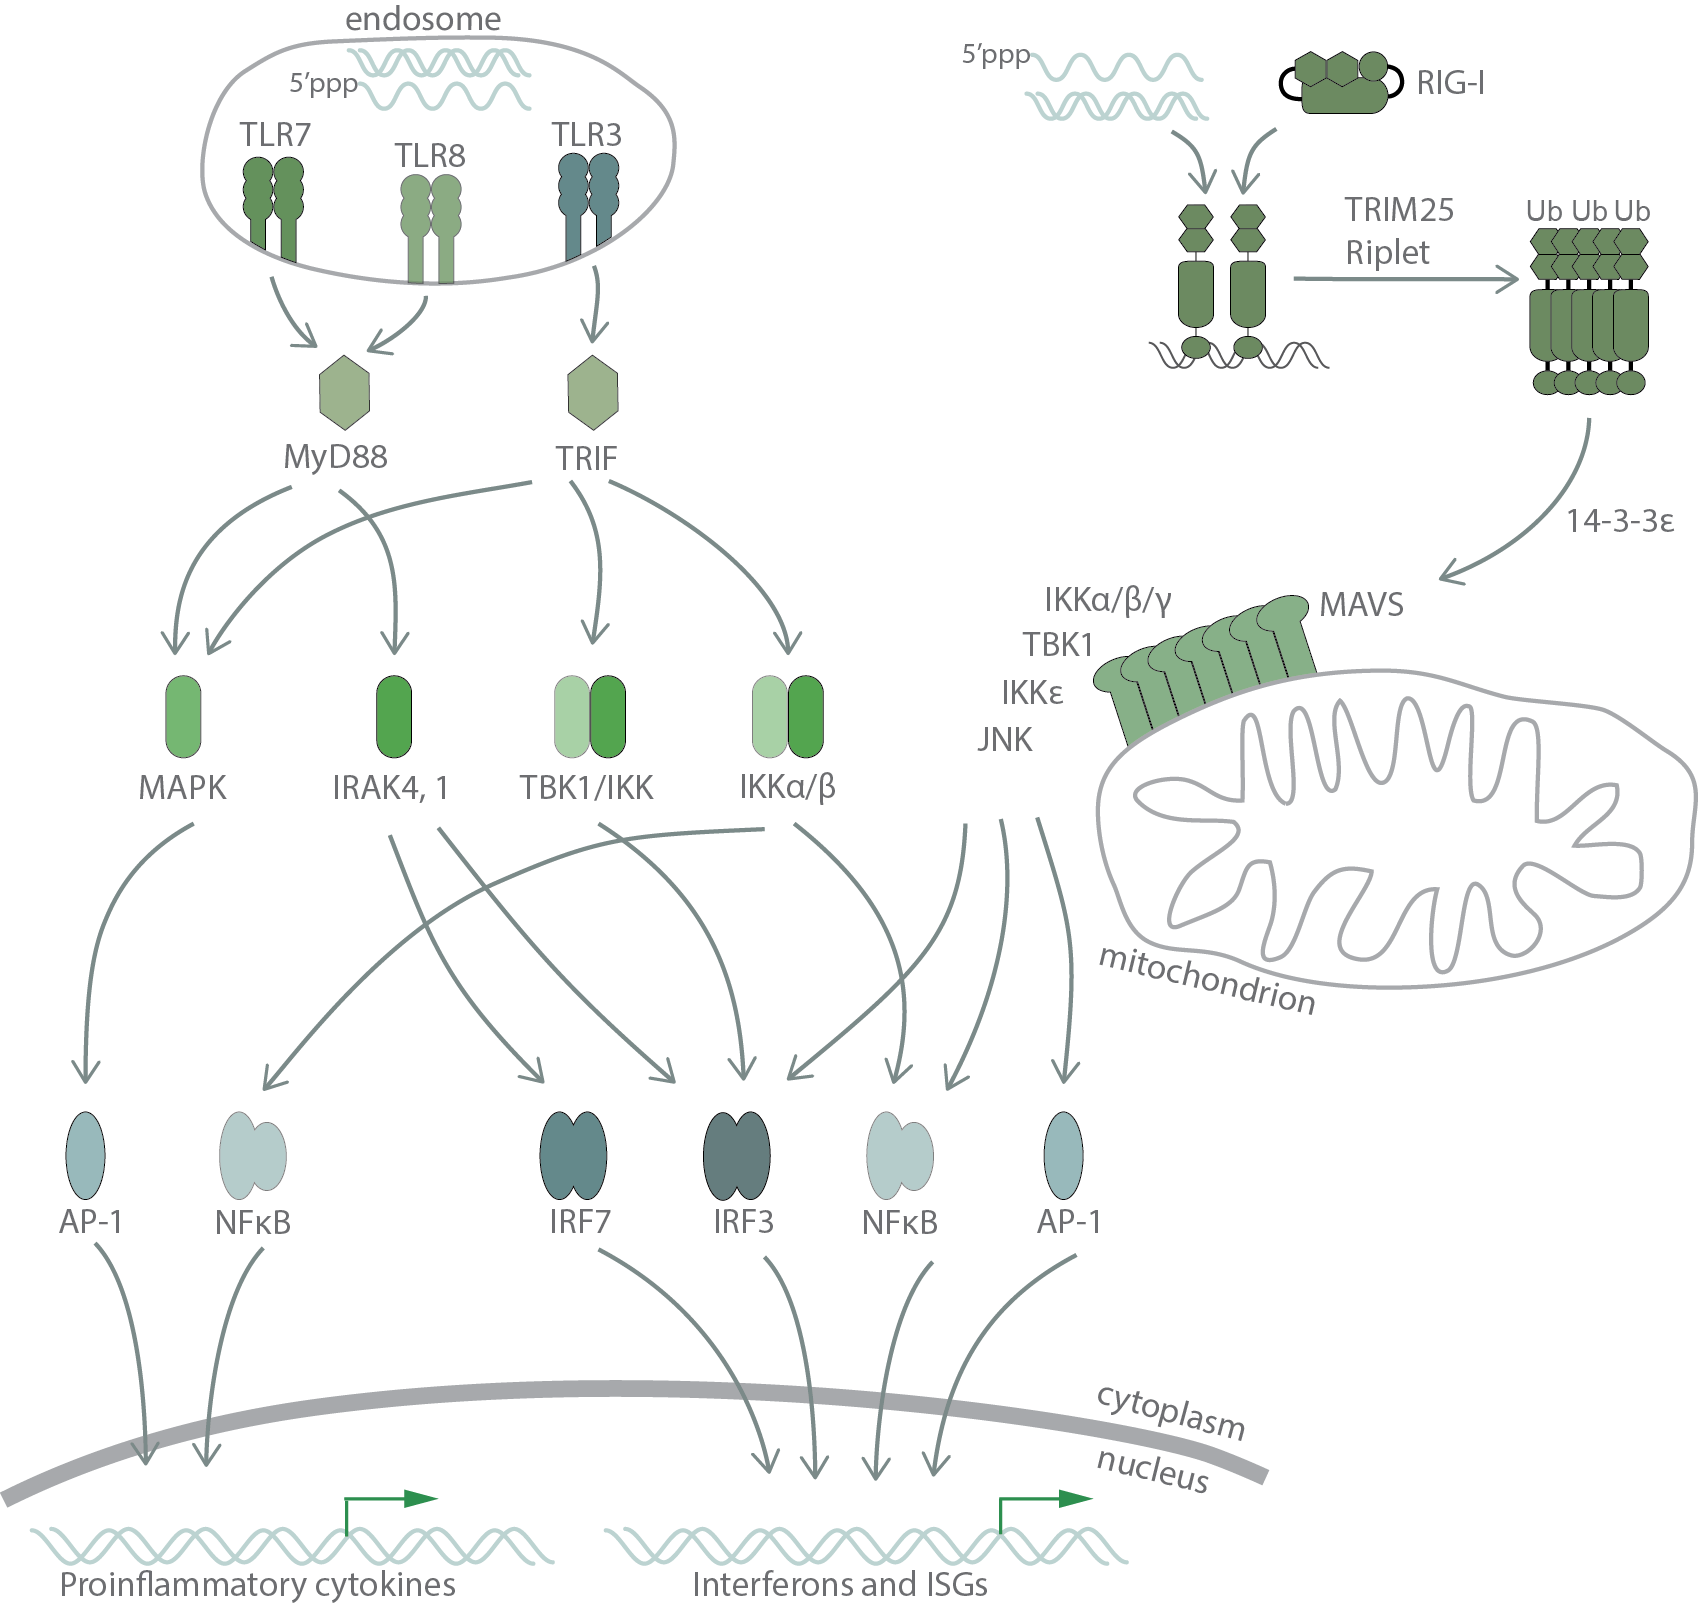 endosome
5’ppp
TLR7
TLR8
TLR3
MyD88
TRIF
MAPK
IRAK4, 1
TBK1/IKK
IKKα/β
5’ppp
RIG-I
TRIM25
Riplet
Ub Ub Ub
14-3-3ε
MAVS
IKKα/β/γ
TBK1
IKKε
JNK
mitochondrion
AP-1
NFκB
IRF7
IRF3
NFκB
AP-1
cytoplasm
nucleus
Proinflammatory cytokines
Interferons and ISGs